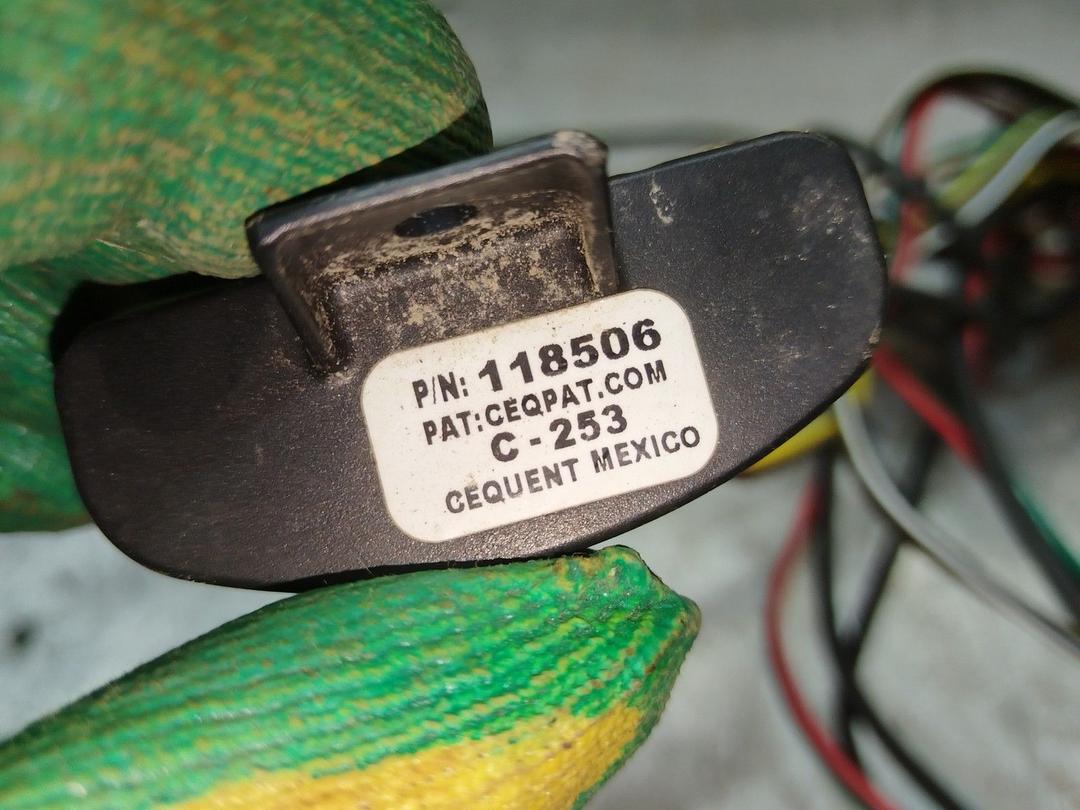 P/N: 118506
PAT:CEQPAT.COM
C - 253
CEQUENT MEXICO